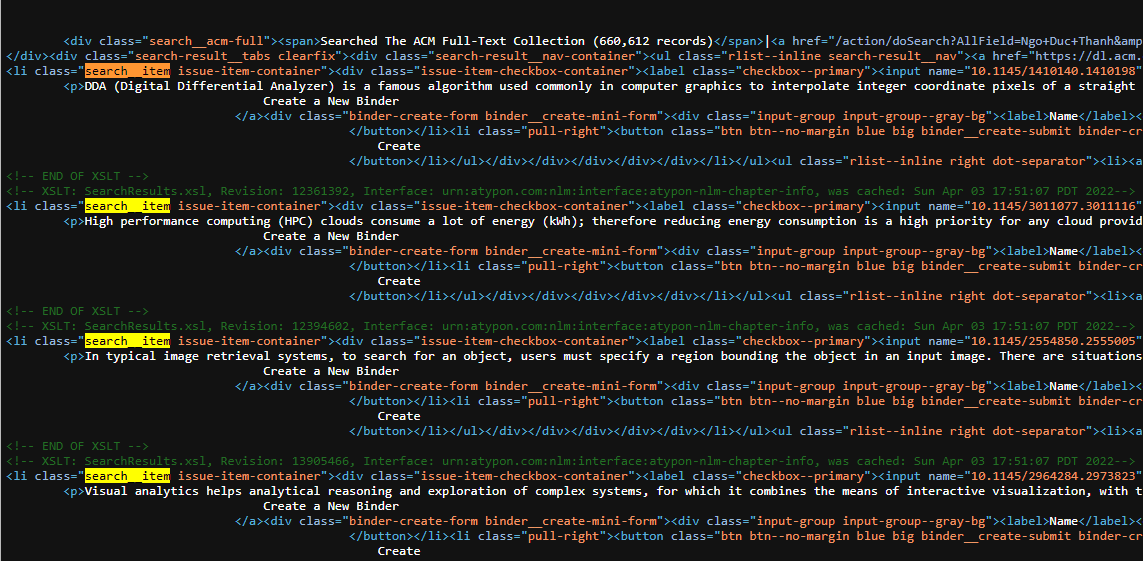 <div class="search__acm-full"><span>Searched The ACM Full-Text Collection (660,612 records)</span>|<a href="/action/doSearch?AllField=Ngo+Duc+Thanh&amp
</div><div class="search-result__tabs clearfix"><div class="search-result__nav-container"><ul class="rlist--inline search-result__nav"><a href="https://dl.acm.
<li class="search__item issue-item-container"><div class="issue-item-checkbox-container"><label class="checkbox--primary"><input name="10.1145/1410140.1410198"
<p>DDA (Digital Differential Analyzer) is a famous algorithm used commonly in computer graphics to interpolate integer coordinate pixels of a straight
Create a New Binder
</a><div class="binder-create-form binder__create-mini-form"><div class="input-group input-group--gray-bg"><label>Name</label><
</button></li><li class="pull-right"><button class="btn btn--no-margin blue big binder__create-submit binder-cr
Create
</button></li></ul></div></div></div></div></div></li></ul><ul class="rlist--inline right dot-separator"><li><a
<!-- END OF XSLT -->
<!-- XSLT: SearchResults.xsl, Revision: 12361392, Interface: urn:atypon.com:nlm:interface:atypon-nlm-chapter-info, was cached: Sun Apr 03 17:51:07 PDT 2022-->
<li class="search__item issue-item-container"><div class="issue-item-checkbox-container"><label class="checkbox--primary"><input name="10.1145/3011077.3011116"
<p>High performance computing (HPC) clouds consume a lot of energy (kWh); therefore reducing energy consumption is a high priority for any cloud provid
Create a New Binder
</a><div class="binder-create-form binder__create-mini-form"><div class="input-group input-group--gray-bg"><label>Name</label><
</button></li><li class="pull-right"><button class="btn btn--no-margin blue big binder__create-submit binder-cr
Create
</button></li></ul></div></div></div></div></div></li></ul><ul class="rlist--inline right dot-separator"><li><a
<!-- END OF XSLT -->
<!-- XSLT: SearchResults.xsl, Revision: 12394602, Interface: urn:atypon.com:nlm:interface:atypon-nlm-chapter-info, was cached: Sun Apr 03 17:51:07 PDT 2022-->
<li class="search__item issue-item-container"><div class="issue-item-checkbox-container"><label class="checkbox--primary"><input name="10.1145/2554850.2555005"
<p>In typical image retrieval systems, to search for an object, users must specify a region bounding the object in an input image. There are situations
Create a New Binder
</a><div class="binder-create-form binder__create-mini-form"><div class="input-group input-group--gray-bg"><label>Name</label><
</button></li><li class="pull-right"><button class="btn btn--no-margin blue big binder__create-submit binder-cr
Create
</button></li></ul></div></div></div></div></div></li></ul><ul class="rlist--inline right dot-separator"><li><a
<!-- END OF XSLT -->
<!-- XSLT: SearchResults.xsl, Revision: 13905466, Interface: urn:atypon.com:nlm:interface:atypon-nlm-chapter-info, was cached: Sun Apr 03 17:51:07 PDT 2022-->
<li class="search__item issue-item-container"><div class="issue-item-checkbox-container"><label class="checkbox--primary"><input name="10.1145/2964284.2973823"
<p>Visual analytics helps analytical reasoning and exploration of complex systems, for which it combines the means of interactive visualization, with t
Create a New Binder
</a><div class="binder-create-form binder__create-mini-form"><div class="input-group input-group--gray-bg"><label>Name</label><
</button></li><li class="pull-right"><button class="btn btn--no-margin blue big binder__create-submit binder-cr
Create